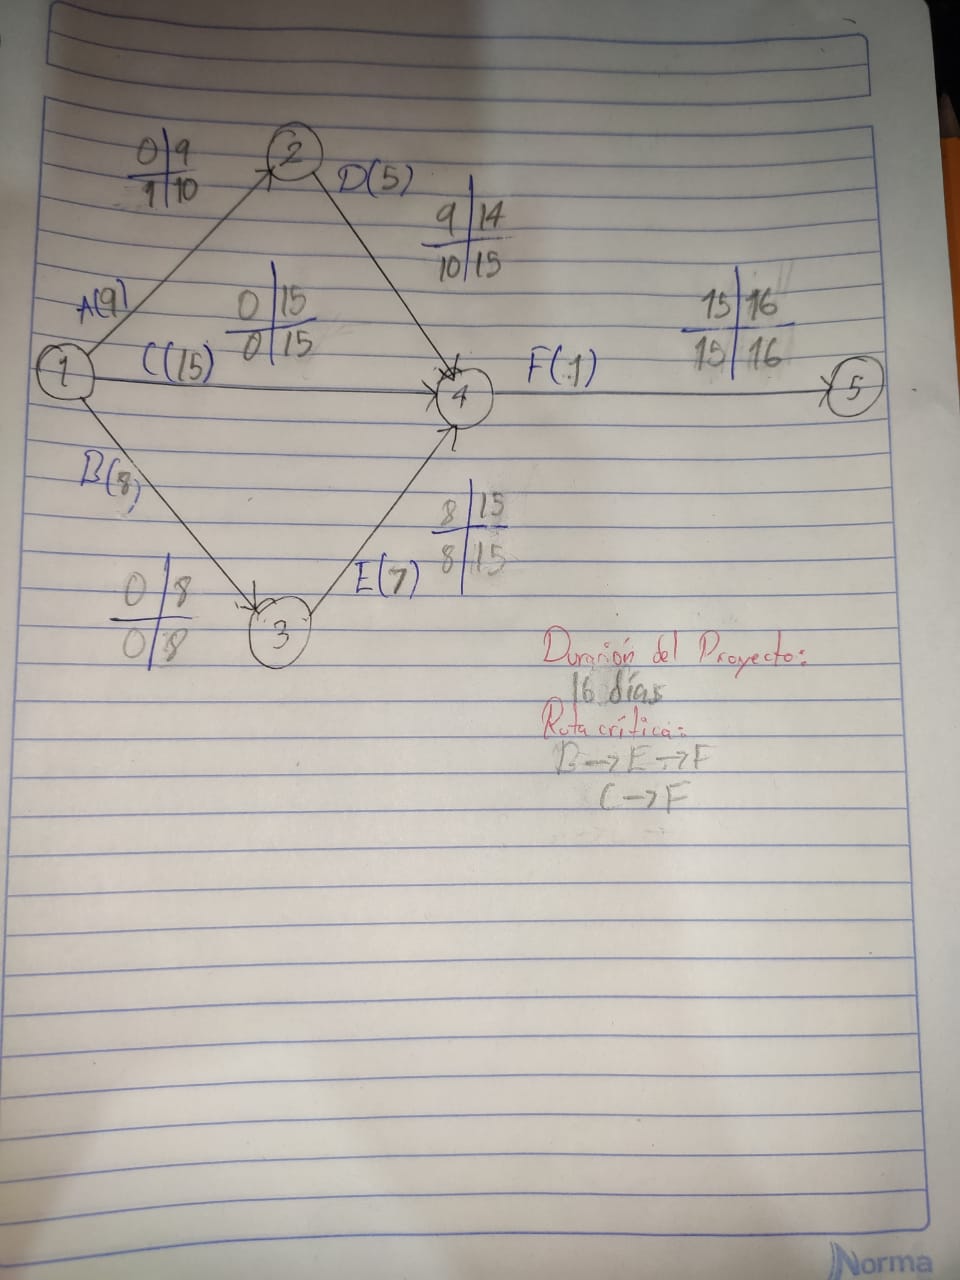 0 9
1 10
2
D(5)
9 14
10 15
A(9)
0 15
0 15
15 16
15 16
1
C(15)
4
F(1)
5
B(8)
8 15
8 15
E(7)
0 8
0 8
3
Duración del Proyecto:
16 días
Ruta crítica:
B→E→F
C→F
Norma